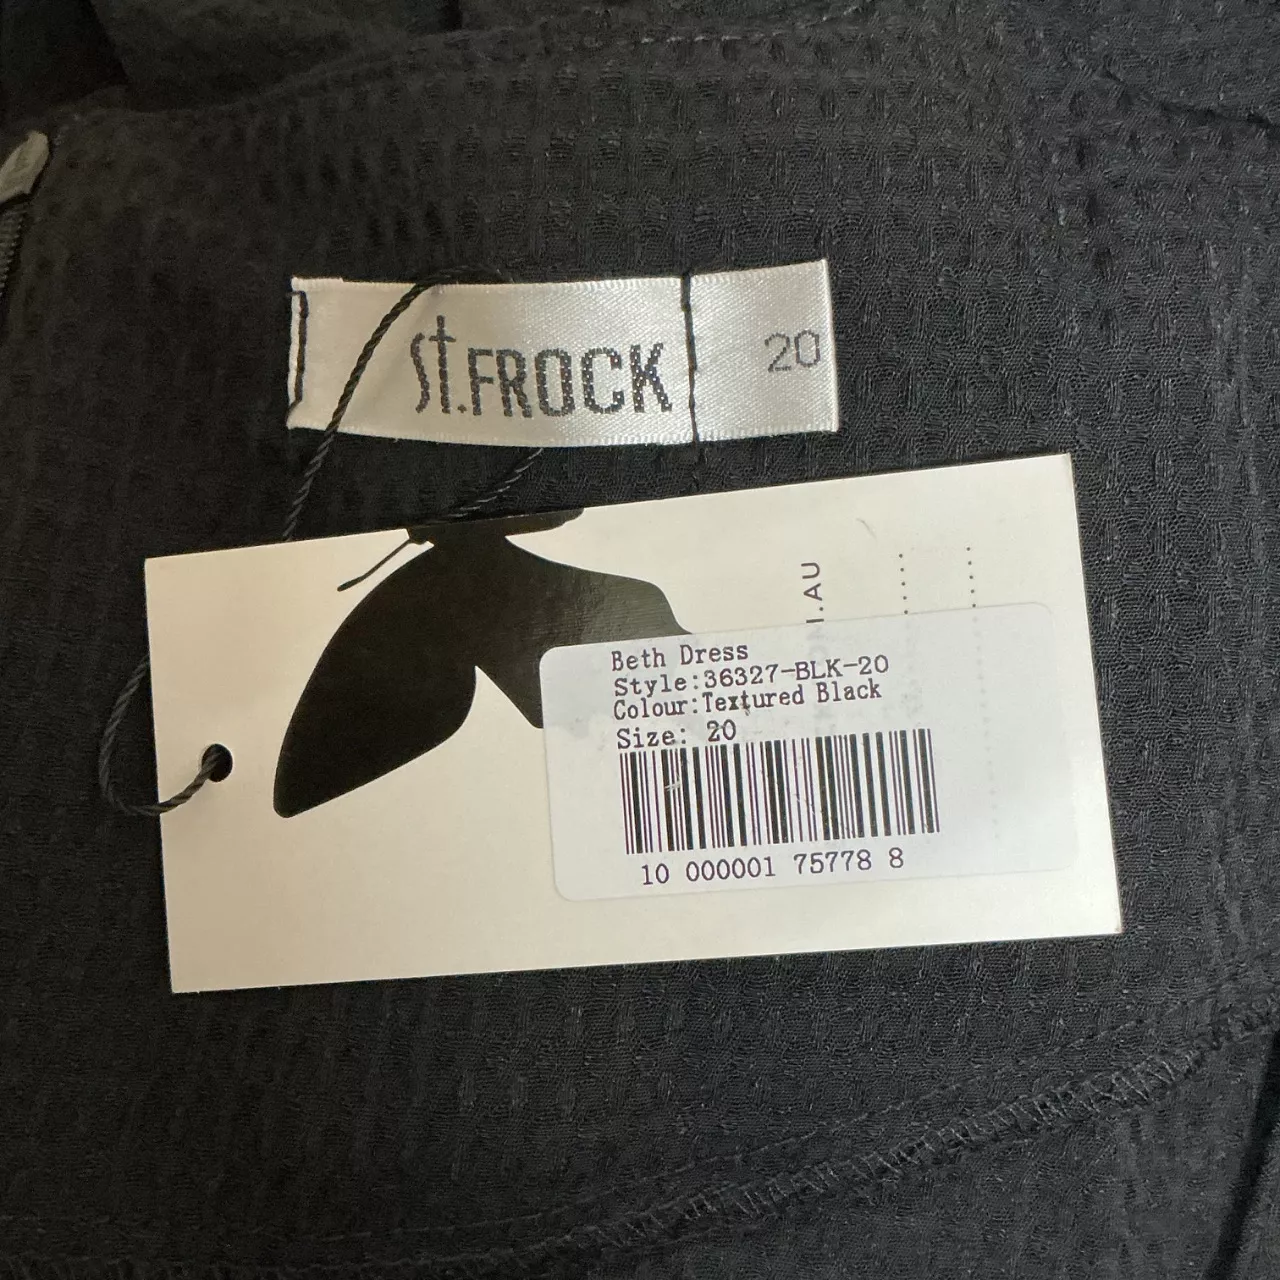 St.FROCK
20
.AU
Beth Dress
Style:36327-BLK-20
Colour:Textured Black
Size: 20
10 000001 75778 8